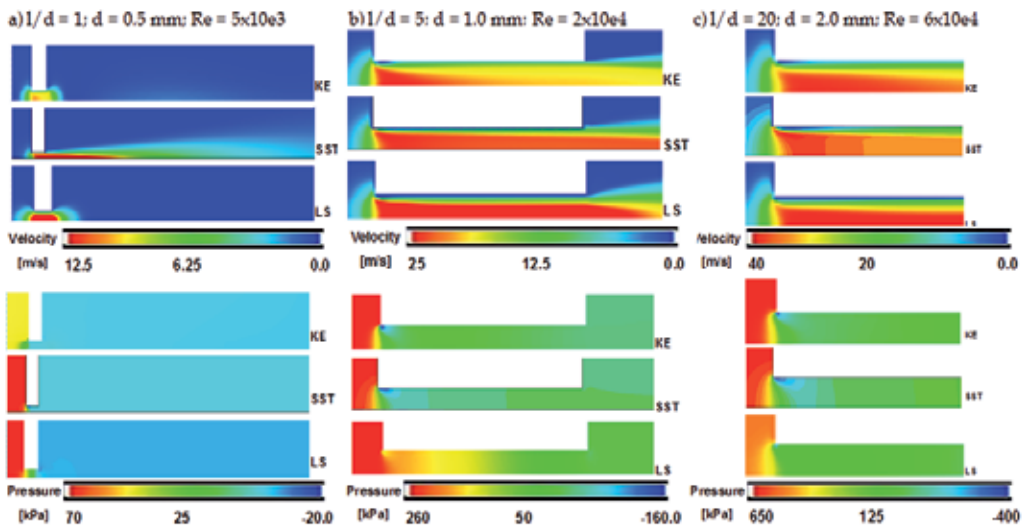 a) l/d = 1; d = 0.5 mm; Re = 5x10e3
KE
SST
LS
Velocity
[m/s] 12.5 6.25 0.0
KE
SST
LS
Pressure
[kPa] 70 25 -20.0
b) l/d = 5: d = 1.0 mm; Re = 2x10e4
KE
SST
LS
Velocity
[m/s] 25 12.5 0.0
KE
SST
LS
Pressure
[kPa] 260 50 -160.0
c) l/d = 20; d = 2.0 mm; Re = 6x10e4
KE
SST
LS
Velocity
[m/s] 40 20 0.0
KE
SST
LS
Pressure
[kPa] 650 125 -400